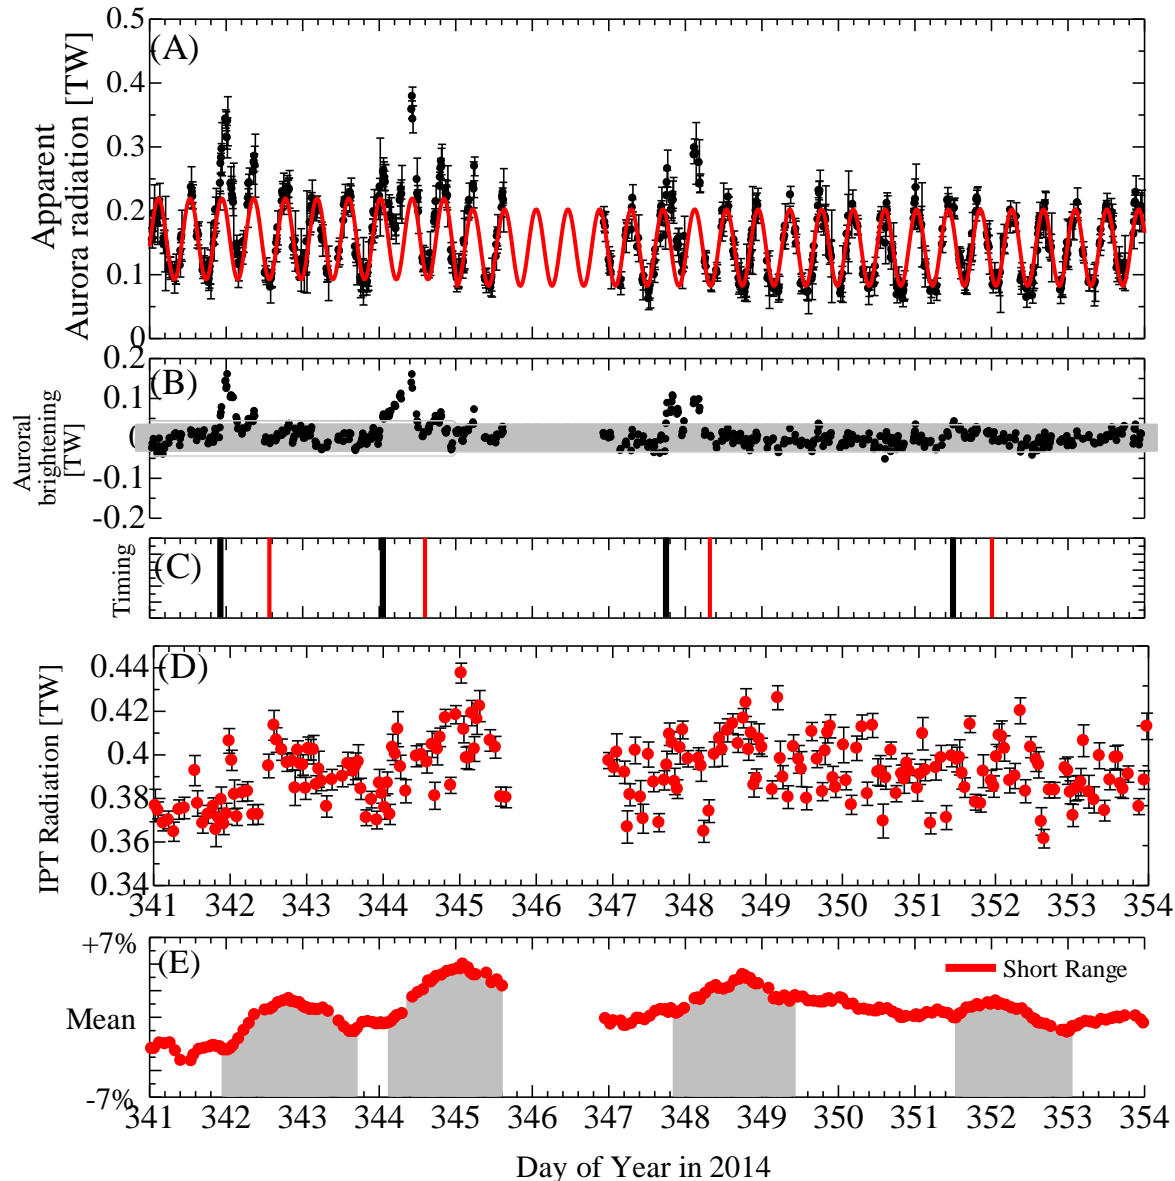 (A)
Apparent
Aurora radiation [TW]
0.5
0.4
0.3
0.2
0.1
0
(B)
Auroral
brightening
[TW]
0.2
0.1
0
-0.1
-0.2
(C)
Timing
(D)
IPT Radiation [TW]
0.44
0.42
0.4
0.38
0.36
0.34
341 342 343 344 345 346 347 348 349 350 351 352 353 354
(E)
+7%
Mean
-7%
Short Range
341 342 343 344 345 346 347 348 349 350 351 352 353 354
Day of Year in 2014